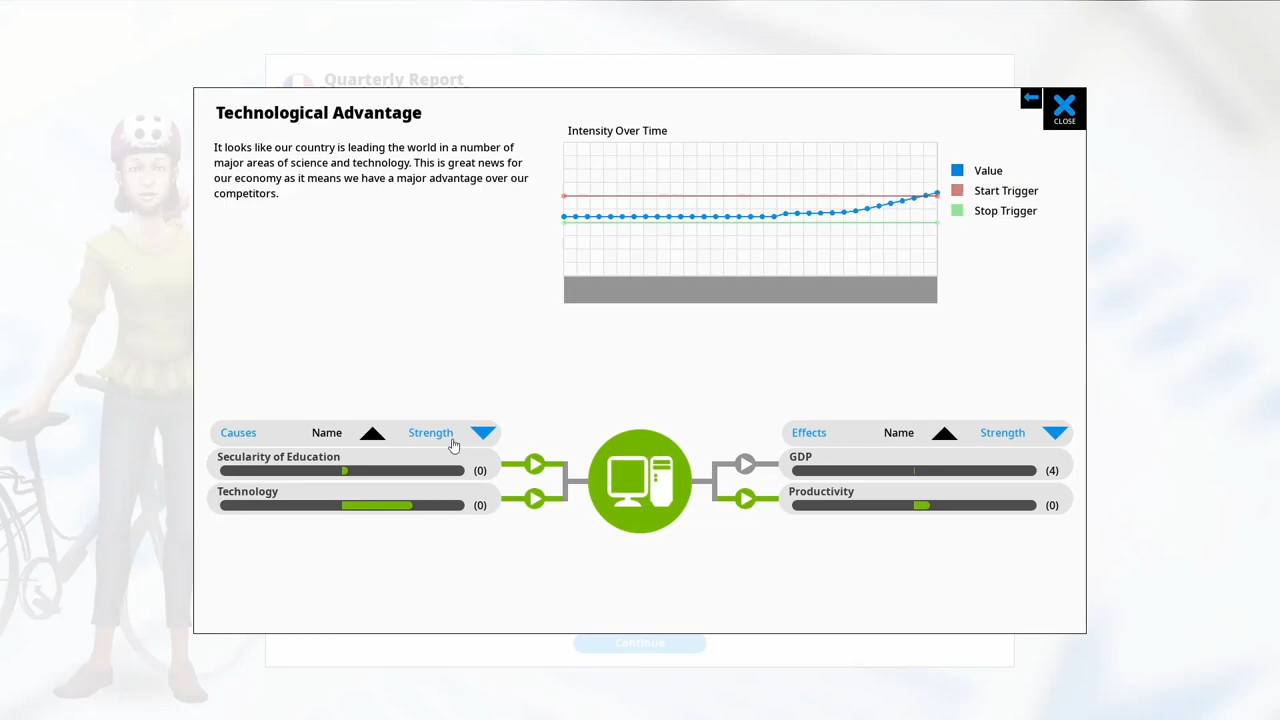 Quarterly Report
Technological Advantage
CLOSE
It looks like our country is leading the world in a number of
major areas of science and technology. This is great news for
our economy as it means we have a major advantage over our
competitors.
Intensity Over Time
Value
Start Trigger
Stop Trigger
Causes Name Strength
Secularity of Education
(0)
Technology
(0)
Effects Name Strength
GDP
(4)
Productivity
(0)
Continue